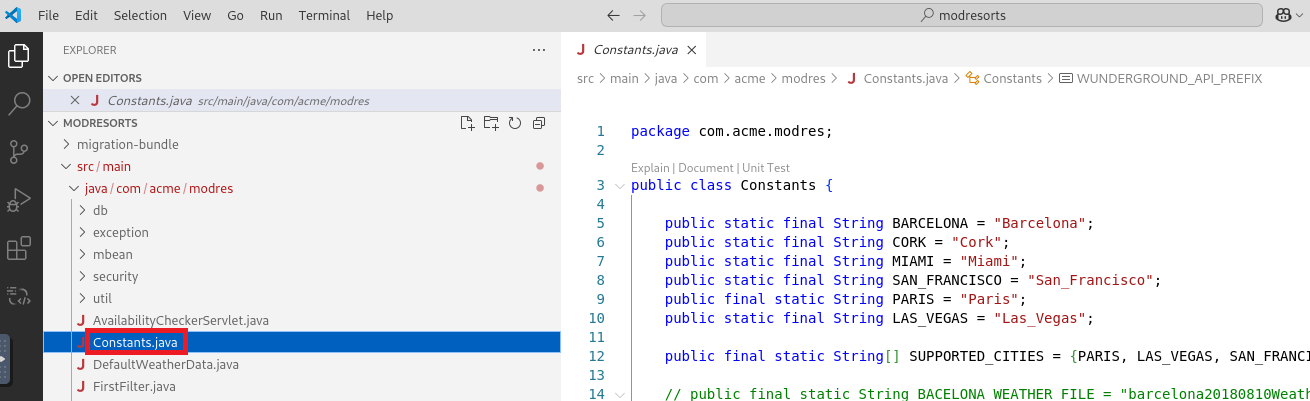 File Edit Selection View Go Run Terminal Help modresorts
EXPLORER
OPEN EDITORS
Constants.java src/main/java/com/acme/modres
MODRESORTS
migration-bundle
src / main
java / com / acme / modres
db
exception
mbean
security
util
AvailabilityCheckerServlet.java
Constants.java
DefaultWeatherData.java
FirstFilter.java
Constants.java
src > main > java > com > acme > modres > Constants.java > Constants > WUNDERGROUND_API_PREFIX
1 package com.acme.modres;
2
Explain | Document | Unit Test
3 public class Constants {
4
5 public static final String BARCELONA = "Barcelona";
6 public static final String CORK = "Cork";
7 public static final String MIAMI = "Miami";
8 public static final String SAN_FRANCISCO = "San_Francisco";
9 public final static String PARIS = "Paris";
10 public final static String LAS_VEGAS = "Las_Vegas";
11
12 public final static String[] SUPPORTED_CITIES = {PARIS, LAS_VEGAS, SAN_FRANCI
13
14 // public final static String BACELONA_WEATHER_FILE = "barcelona20180810Weath